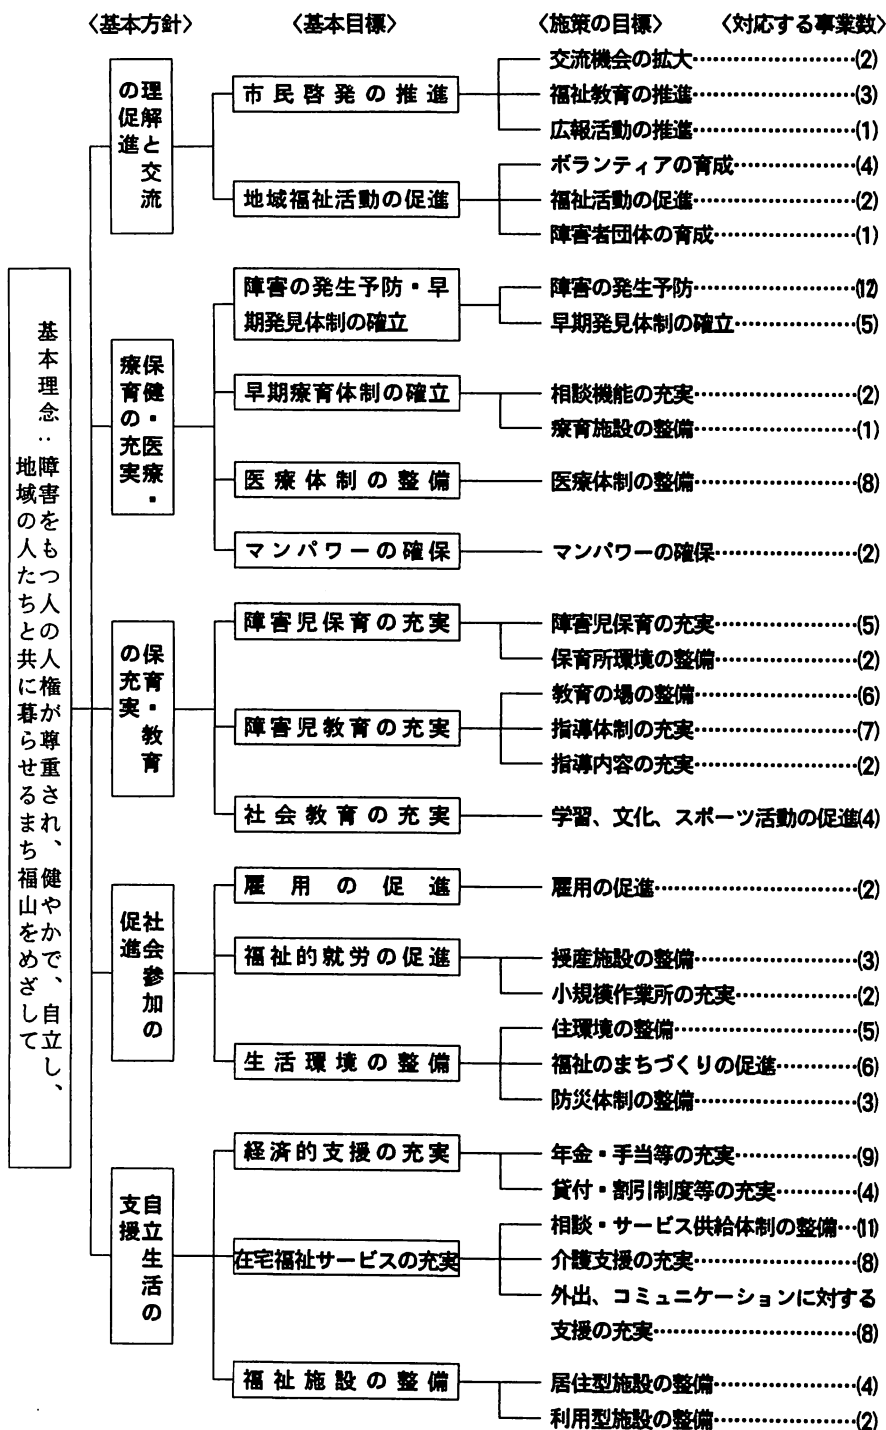 〈基本方針〉 〈基本目標〉 〈施策の目標〉 〈対応する事業数〉
基本理念：障害をもつ人の人権が尊重され、健やかで、自立し、
地域の人たちと共に暮らせるまち福山をめざして
理解と交流
の促進
市民啓発の推進
交流機会の拡大…(2)
福祉教育の推進…(3)
広報活動の推進…(1)
地域福祉活動の促進
ボランティアの育成…(4)
福祉活動の促進…(2)
障害者団体の育成…(1)
保健・医療・
療育の充実
障害の発生予防・早
期発見体制の確立
障害の発生予防…(12)
早期発見体制の確立…(5)
早期療育体制の確立
相談機能の充実…(2)
療育施設の整備…(1)
医療体制の整備
医療体制の整備…(8)
マンパワーの確保
マンパワーの確保…(2)
保育・教育
の充実
障害児保育の充実
障害児保育の充実…(5)
保育所環境の整備…(2)
障害児教育の充実
教育の場の整備…(6)
指導体制の充実…(7)
指導内容の充実…(2)
社会教育の充実
学習、文化、スポーツ活動の促進(4)
社会参加の
促進
雇用の促進
雇用の促進…(2)
福祉的就労の促進
授産施設の整備…(3)
小規模作業所の充実…(2)
生活環境の整備
住環境の整備…(5)
福祉のまちづくりの促進…(6)
防災体制の整備…(3)
自立生活の
支援
経済的支援の充実
年金・手当等の充実…(9)
貸付・割引制度等の充実…(4)
在宅福祉サービスの充実
相談・サービス供給体制の整備…(11)
介護支援の充実…(8)
外出、コミュニケーションに対する
支援の充実…(8)
福祉施設の整備
居住型施設の整備…(4)
利用型施設の整備…(2)